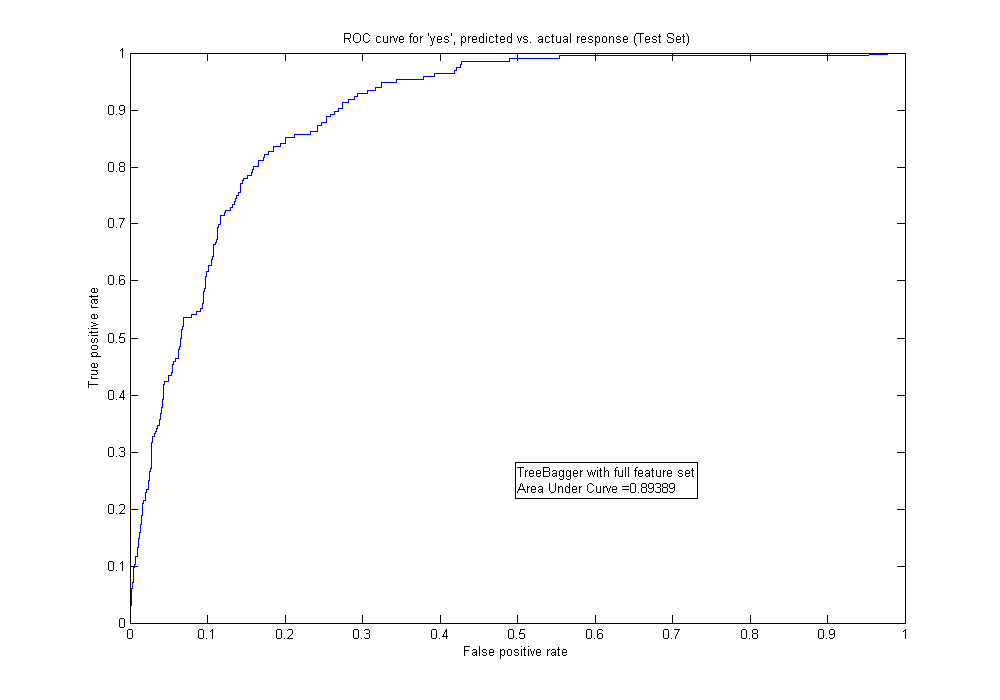 ROC curve for 'yes', predicted vs. actual response (Test Set)
1
0.9
0.8
0.7
0.6
0.5
0.4
0.3
0.2
0.1
0
True positive rate
TreeBagger with full feature set
Area Under Curve =0.89389
0 0.1 0.2 0.3 0.4 0.5 0.6 0.7 0.8 0.9 1
False positive rate